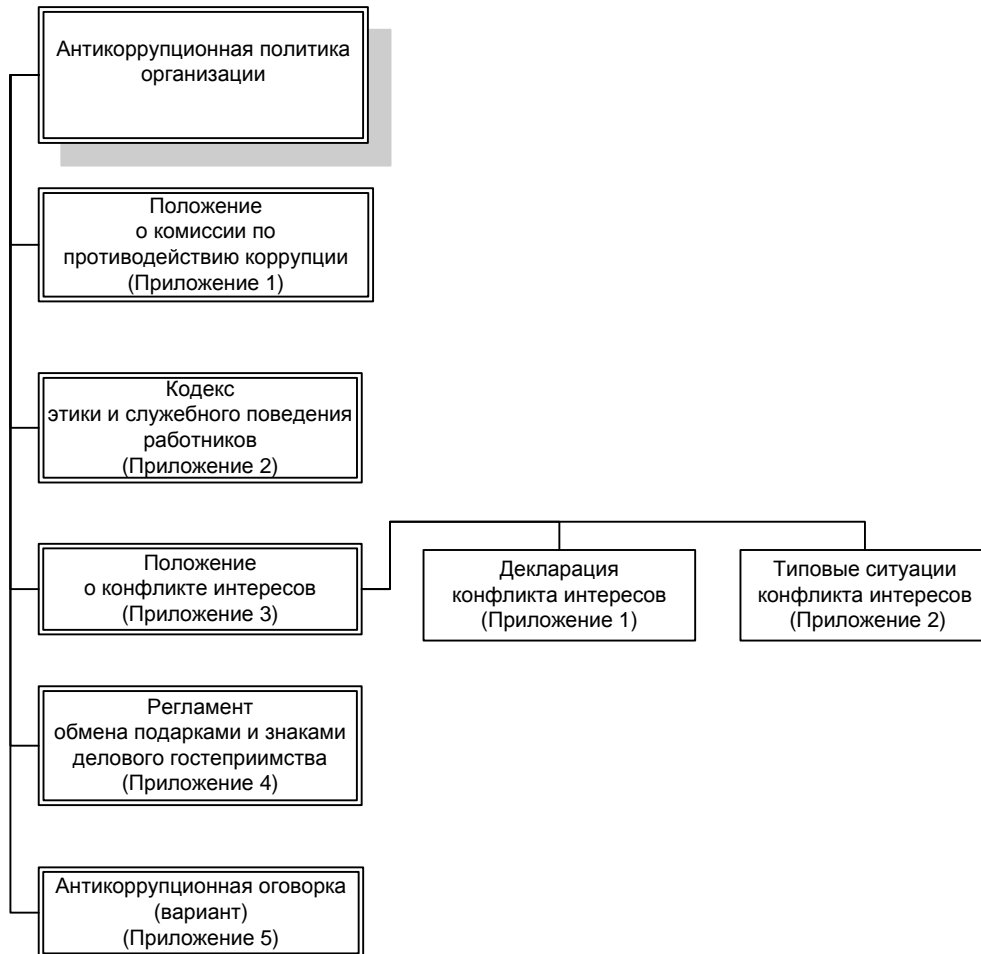 Антикоррупционная политика
организации
Положение
о комиссии по
противодействию коррупции
(Приложение 1)
Кодекс
этики и служебного поведения
работников
(Приложение 2)
Положение
о конфликте интересов
(Приложение 3)
Декларация
конфликта интересов
(Приложение 1)
Типовые ситуации
конфликта интересов
(Приложение 2)
Регламент
обмена подарками и знаками
делового гостеприимства
(Приложение 4)
Антикоррупционная оговорка
(вариант)
(Приложение 5)